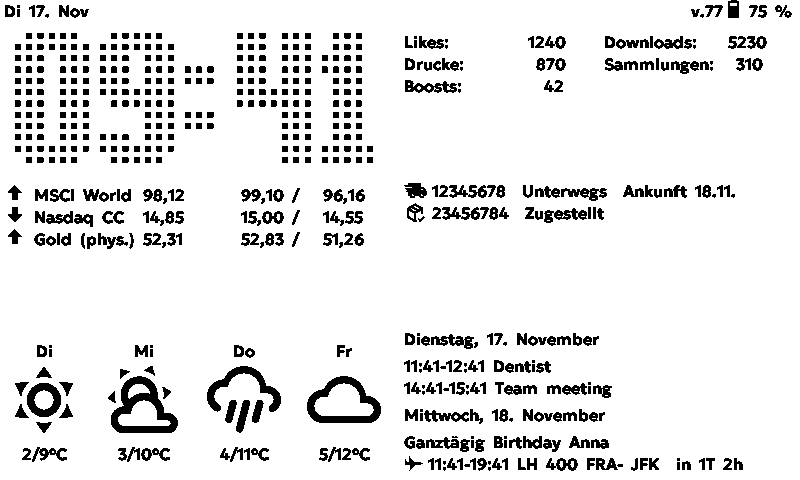 Di 17. Nov
v.77 75 %
09:41
Likes: 1240 Downloads: 5230
Drucke: 870 Sammlungen: 310
Boosts: 42
MSCI World 98,12 99,10 / 96,16
Nasdaq CC 14,85 15,00 / 14,55
Gold (phys.) 52,31 52,83 / 51,26
12345678 Unterwegs Ankunft 18.11.
23456784 Zugestellt
Di Mi Do Fr
2/9°C 3/10°C 4/11°C 5/12°C
Dienstag, 17. November
11:41-12:41 Dentist
14:41-15:41 Team meeting
Mittwoch, 18. November
Ganztägig Birthday Anna
11:41-19:41 LH 400 FRA- JFK in 1T 2h